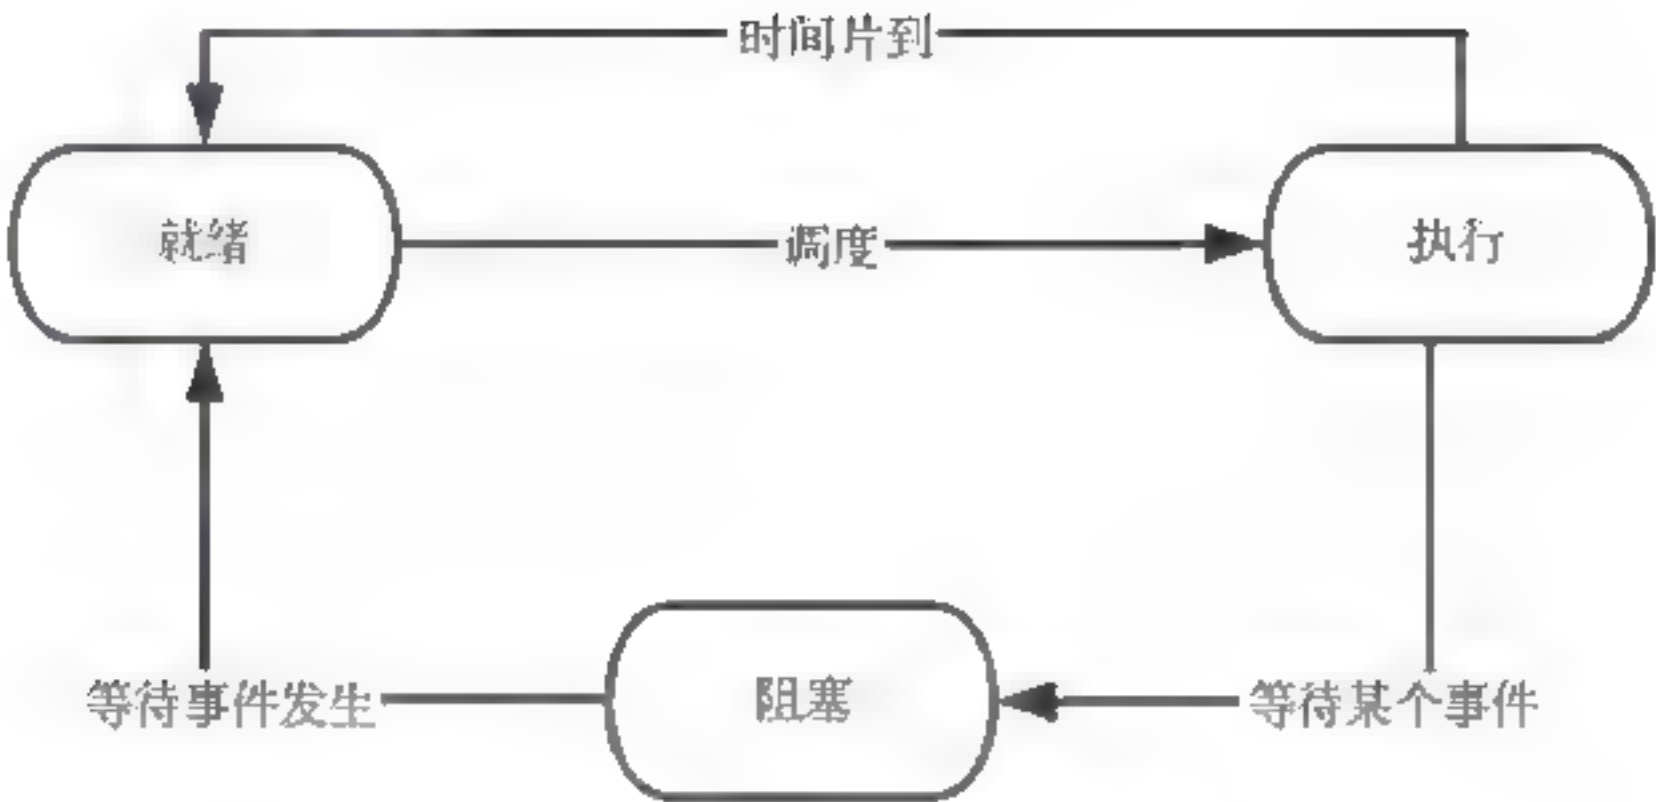 时间片到
就绪
调度
执行
等待事件发生
阻塞
等待某个事件